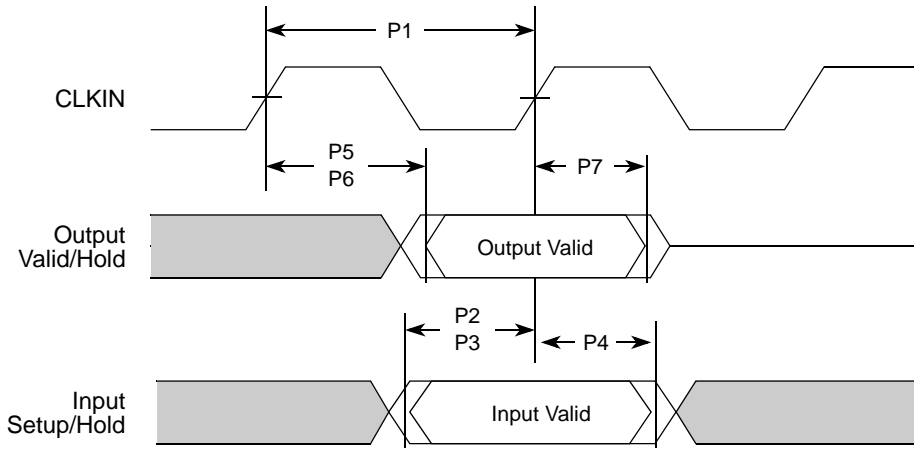 P1
CLKIN
P5
P6
P7
Output
Valid/Hold
Output Valid
P2
P3
P4
Input
Setup/Hold
Input Valid